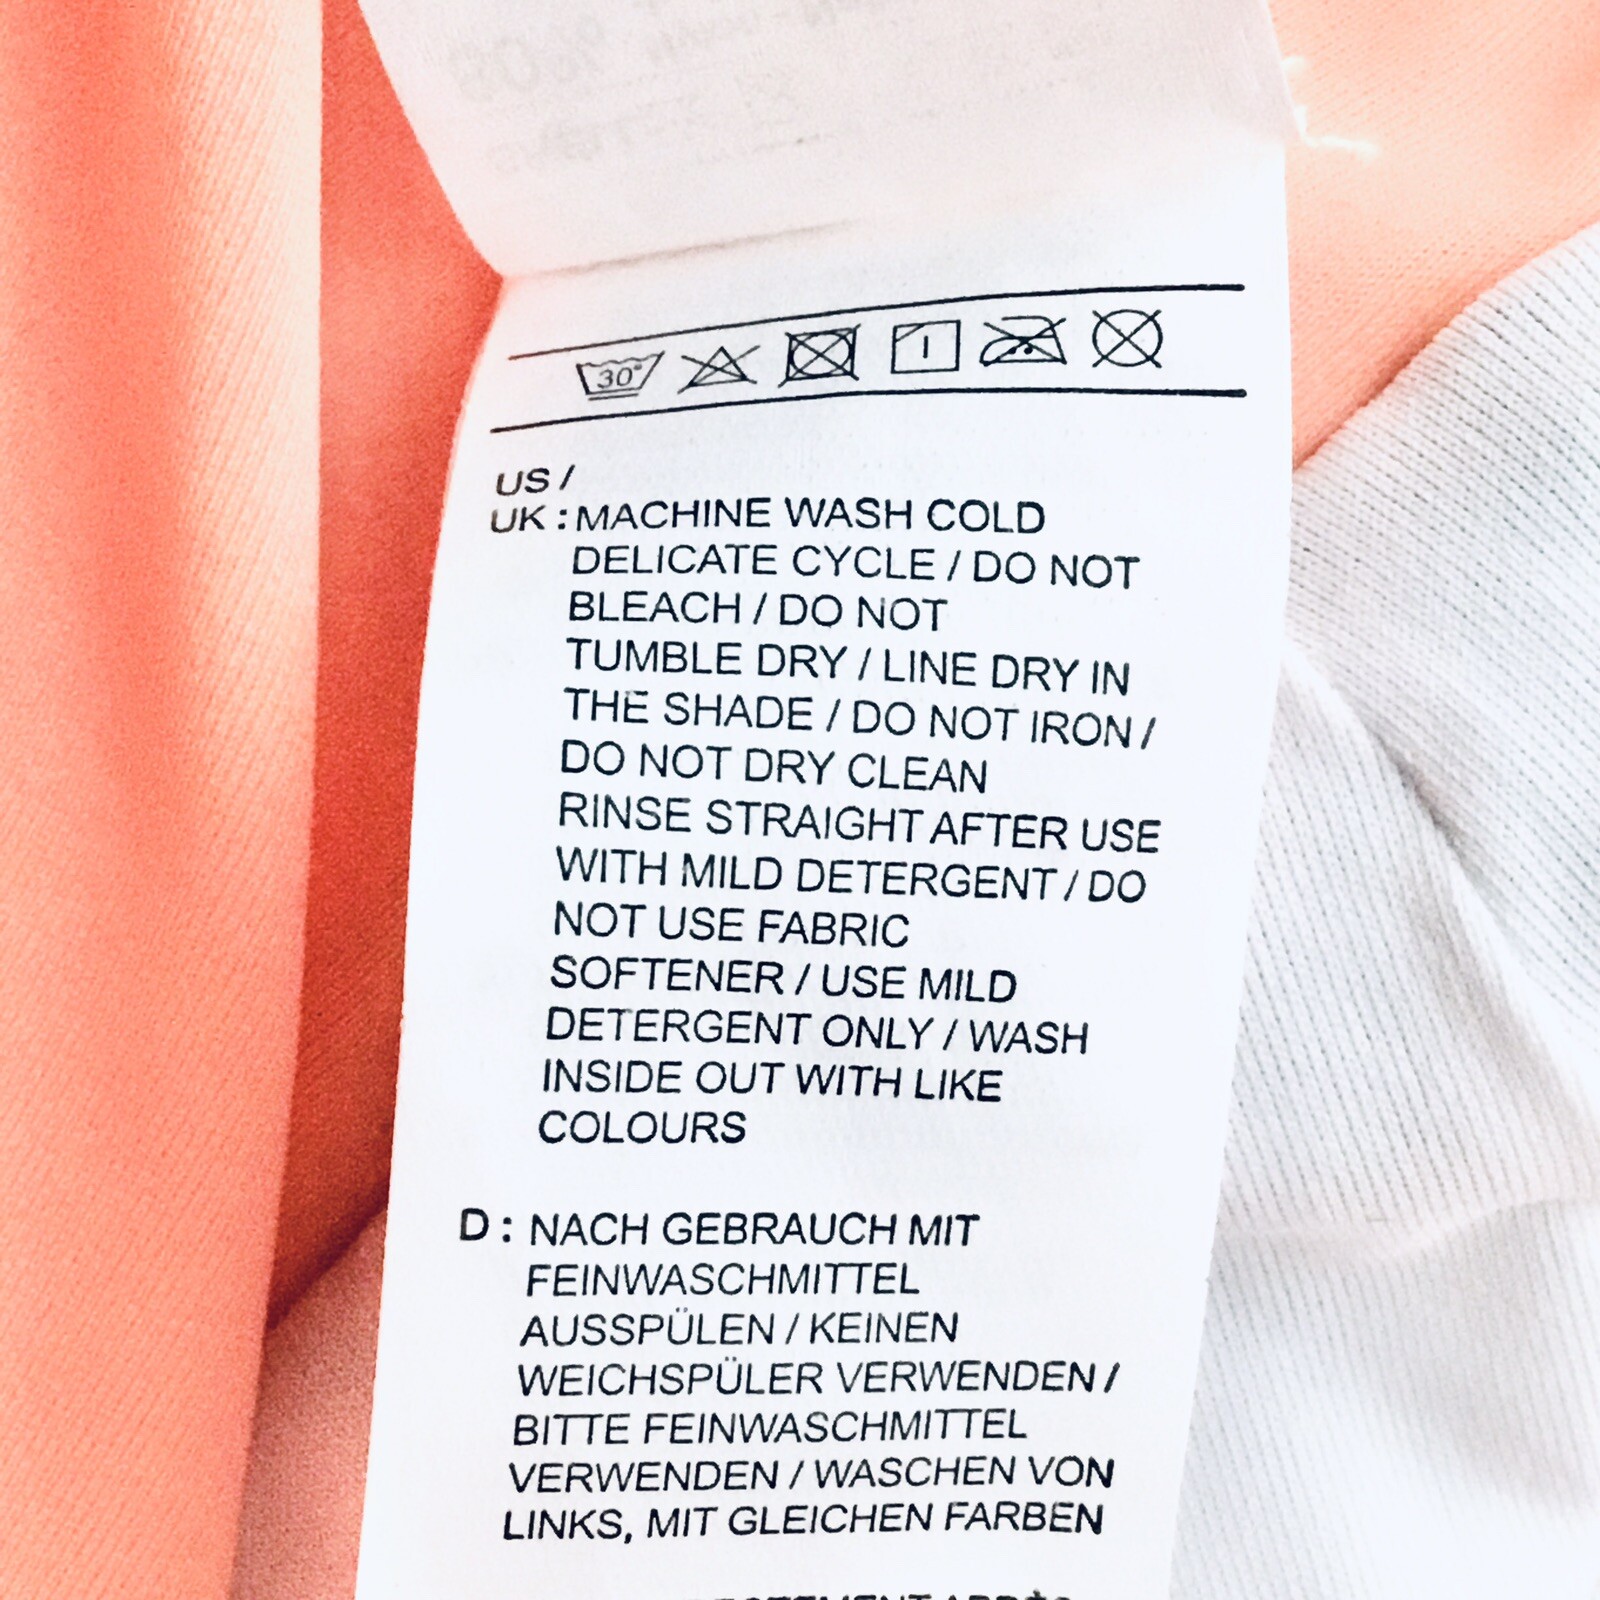 30°
US /
UK : MACHINE WASH COLD
DELICATE CYCLE / DO NOT
BLEACH / DO NOT
TUMBLE DRY / LINE DRY IN
THE SHADE / DO NOT IRON /
DO NOT DRY CLEAN
RINSE STRAIGHT AFTER USE
WITH MILD DETERGENT / DO
NOT USE FABRIC
SOFTENER / USE MILD
DETERGENT ONLY / WASH
INSIDE OUT WITH LIKE
COLOURS
D : NACH GEBRAUCH MIT
FEINWASCHMITTEL
AUSSPÜLEN / KEINEN
WEICHSPÜLER VERWENDEN /
BITTE FEINWASCHMITTEL
VERWENDEN / WASCHEN VON
LINKS, MIT GLEICHEN FARBEN